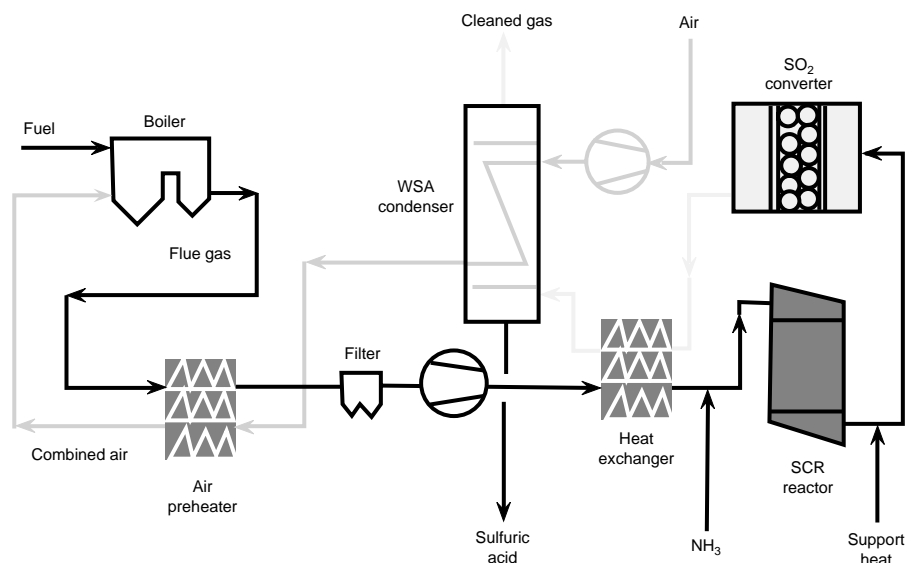 Cleaned gas
Air
SO₂
converter
Fuel
Boiler
WSA
condenser
Flue gas
Filter
Combined air
Air
preheater
Heat
exchanger
SCR
reactor
Sulfuric
acid
NH₃
Support
heat